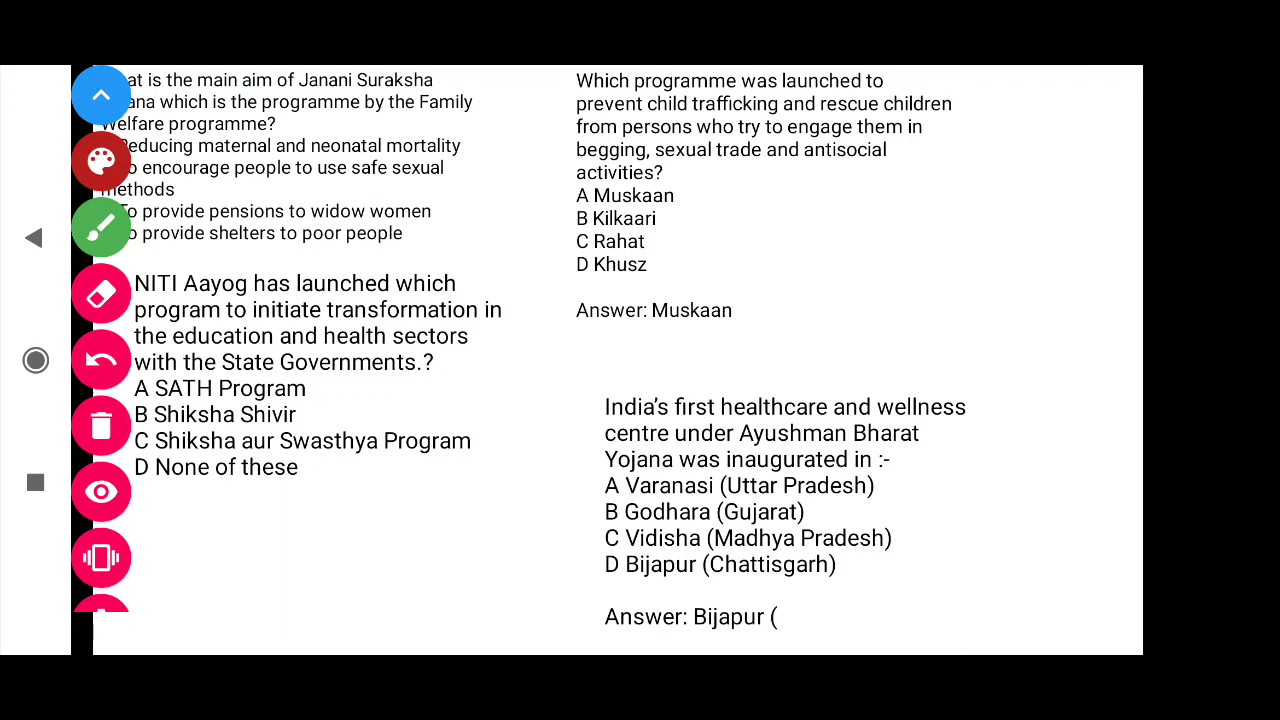 at is the main aim of Janani Suraksha
ana which is the programme by the Family
Welfare programme?
Reducing maternal and neonatal mortality
o encourage people to use safe sexual
methods
To provide pensions to widow women
o provide shelters to poor people
NITI Aayog has launched which
program to initiate transformation in
the education and health sectors
with the State Governments.?
A SATH Program
B Shiksha Shivir
C Shiksha aur Swasthya Program
D None of these
Which programme was launched to
prevent child trafficking and rescue children
from persons who try to engage them in
begging, sexual trade and antisocial
activities?
A Muskaan
B Kilkaari
C Rahat
D Khusz
Answer: Muskaan
India's first healthcare and wellness
centre under Ayushman Bharat
Yojana was inaugurated in :-
A Varanasi (Uttar Pradesh)
B Godhara (Gujarat)
C Vidisha (Madhya Pradesh)
D Bijapur (Chattisgarh)
Answer: Bijapur (